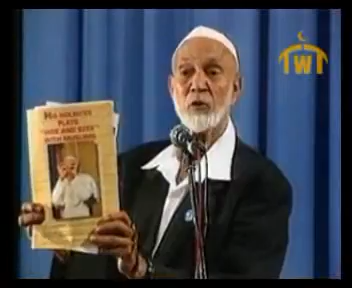 HIS HOLINESS
PLAYS
"HIDE AND SEEK"
WITH MUSLIMS
W